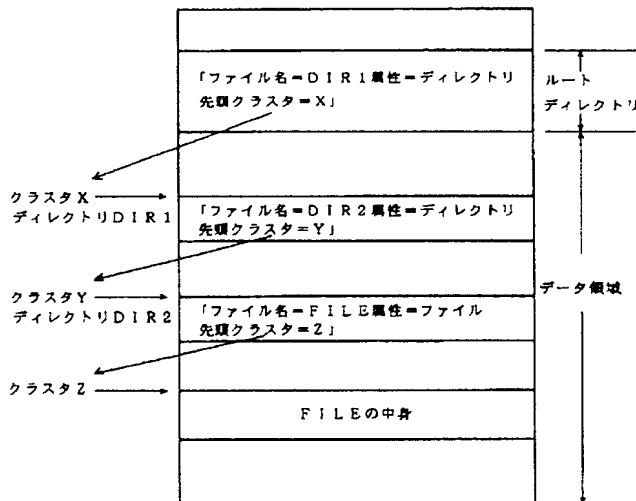 「ファイル名=DIR1属性=ディレクトリ
先頭クラスタ=X」
ルート
ディレクトリ
クラスタX
ディレクトリDIR1
「ファイル名=DIR2属性=ディレクトリ
先頭クラスタ=Y」
データ領域
クラスタY
ディレクトリDIR2
「ファイル名=FILE属性=ファイル
先頭クラスタ=Z」
クラスタZ
FILEの中身